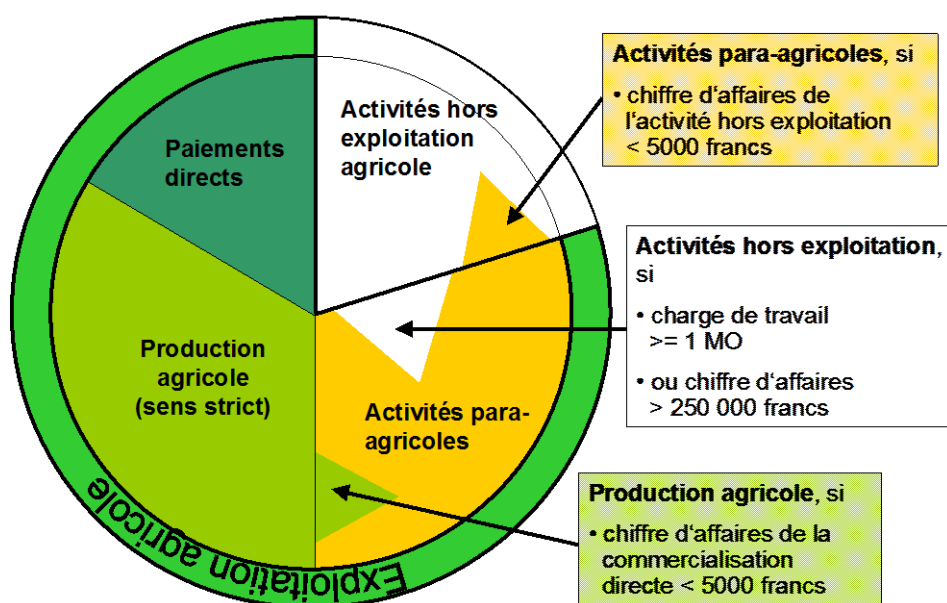 Paiements
directs
Activités hors
exploitation
agricole
Production
agricole
(sens strict)
Activités para-
agricoles
Exploitation agricole
Activités para-agricoles, si
• chiffre d'affaires de
l'activité hors exploitation
< 5000 francs
Activités hors exploitation,
si
• charge de travail
>= 1 MO
• ou chiffre d'affaires
> 250 000 francs
Production agricole, si
• chiffre d'affaires de la
commercialisation
directe < 5000 francs